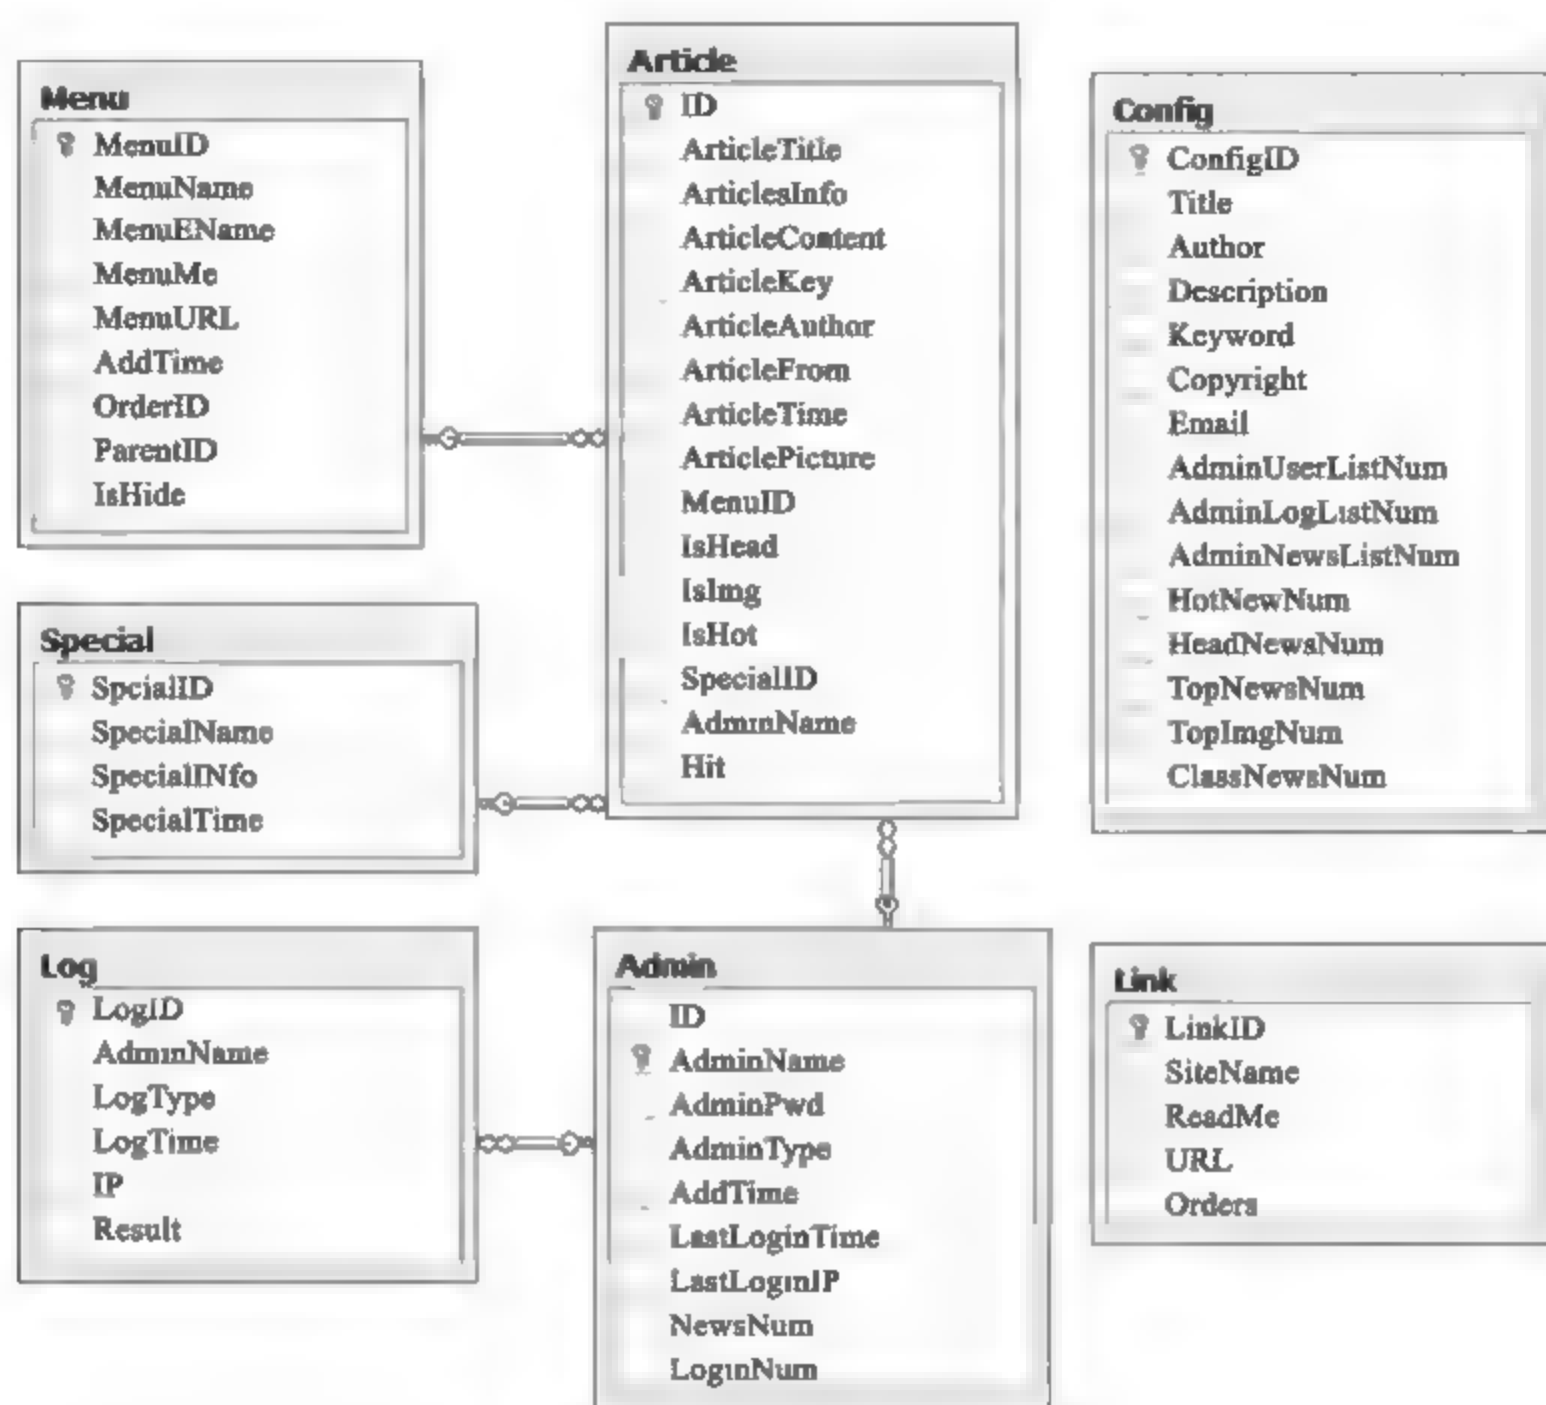 Menu
MenuID
MenuName
MenuEName
MenuMe
MenuURL
AddTime
OrderID
ParentID
IsHide
Article
ID
ArticleTitle
ArticlesInfo
ArticleContent
ArticleKey
ArticleAuthor
ArticleFrom
ArticleTime
ArticlePicture
MenuID
IsHead
IsImg
IsHot
SpecialID
AdminName
Hit
Config
ConfigID
Title
Author
Description
Keyword
Copyright
Email
AdminUserListNum
AdminLogListNum
AdminNewsListNum
HotNewNum
HeadNewsNum
TopNewsNum
TopImgNum
ClassNewsNum
Special
SpcialID
SpecialName
SpecialINfo
SpecialTime
Log
LogID
AdminName
LogType
LogTime
IP
Result
Admin
ID
AdminName
AdminPwd
AdminType
AddTime
LastLoginTime
LastLoginIP
NewsNum
LoginNum
Link
LinkID
SiteName
ReadMe
URL
Orders